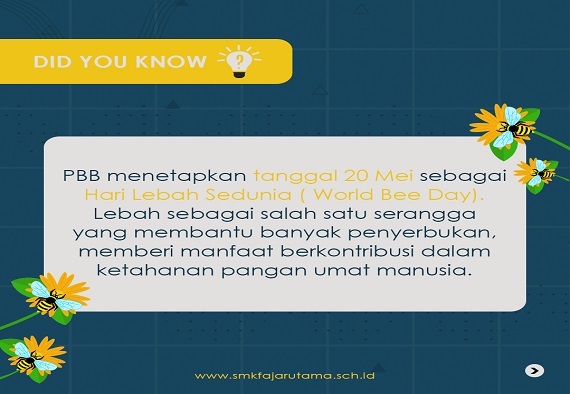 DID YOU KNOW
PBB menetapkan tanggal 20 Mei sebagai
Hari Lebah Sedunia ( World Bee Day).
Lebah sebagai salah satu serangga
yang membantu banyak penyerbukan,
memberi manfaat berkontribusi dalam
ketahanan pangan umat manusia.
www.smkfajarutama.sch.id